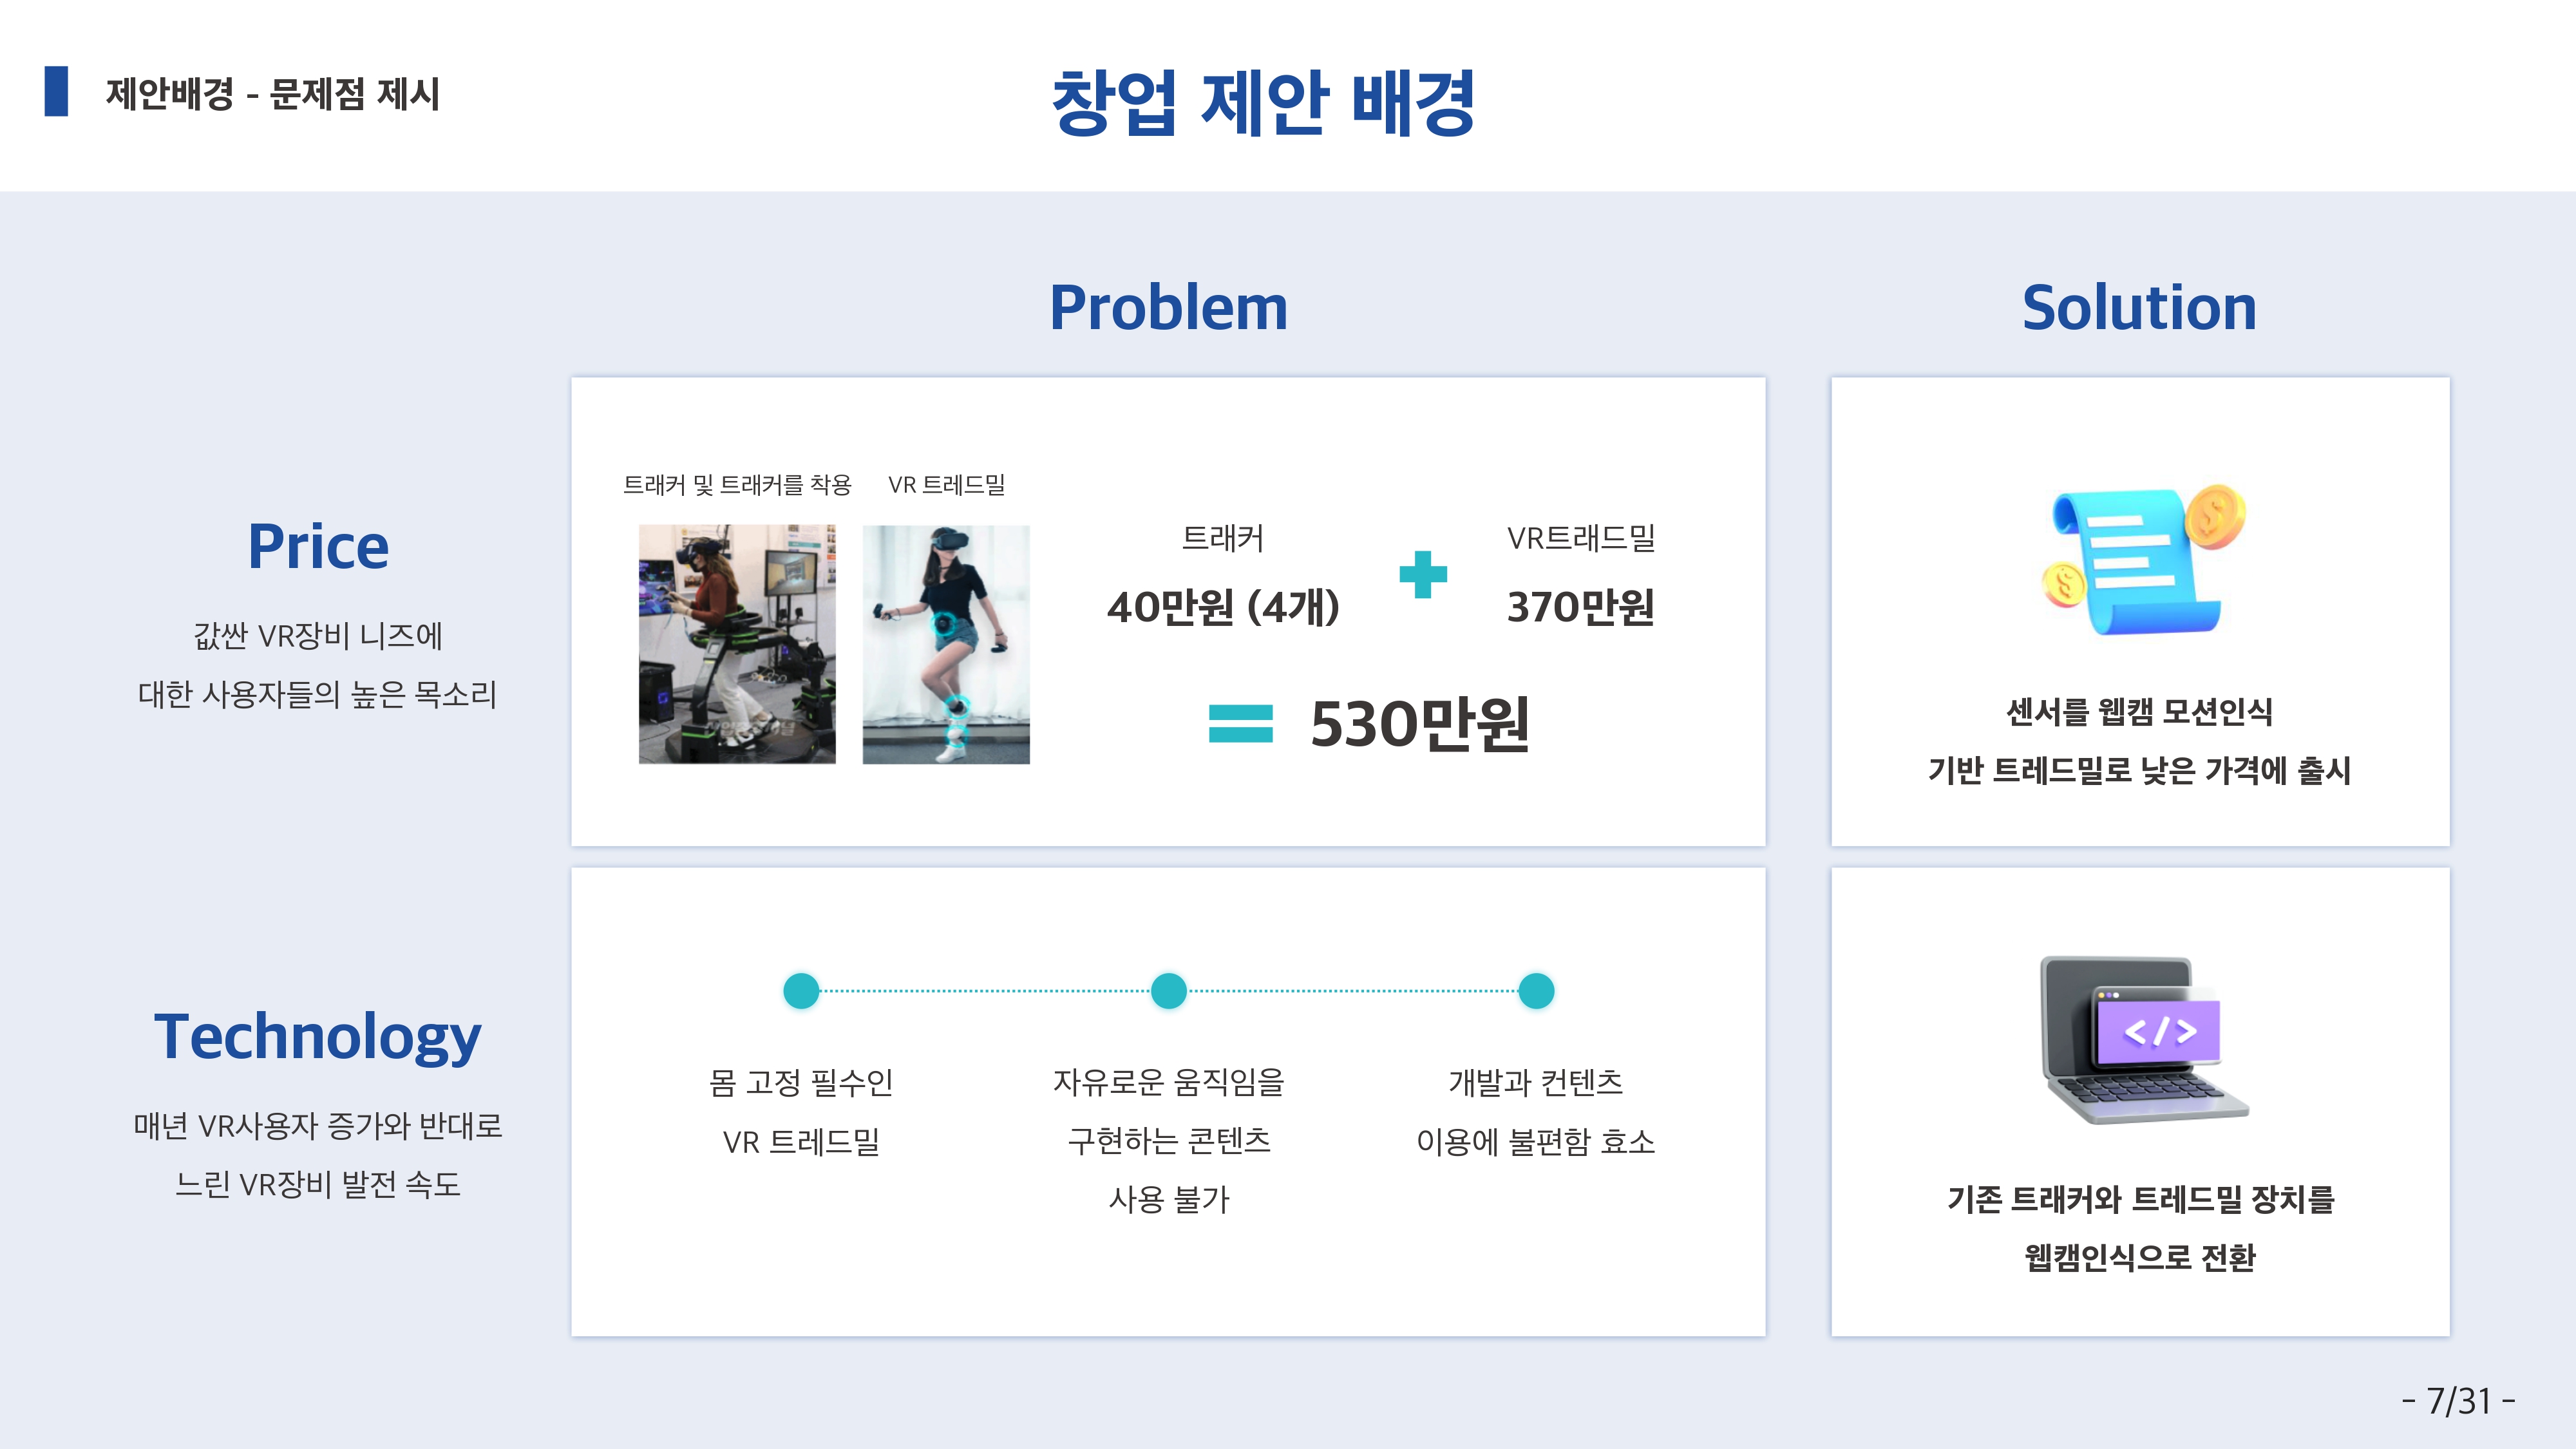 제안배경 - 문제점 제시
창업 제안 배경
Problem
Solution
Price
값싼 VR장비 니즈에
대한 사용자들의 높은 목소리
트래커 및 트래커를 착용
VR 트레드밀
트래커
40만원 (4개)
VR트래드밀
370만원
530만원
센서를 웹캠 모션인식
기반 트레드밀로 낮은 가격에 출시
Technology
매년 VR사용자 증가와 반대로
느린 VR장비 발전 속도
몸 고정 필수인
VR 트레드밀
자유로운 움직임을
구현하는 콘텐츠
사용 불가
개발과 컨텐츠
이용에 불편함 효소
</>
기존 트래커와 트레드밀 장치를
웹캠인식으로 전환
- 7/31 -